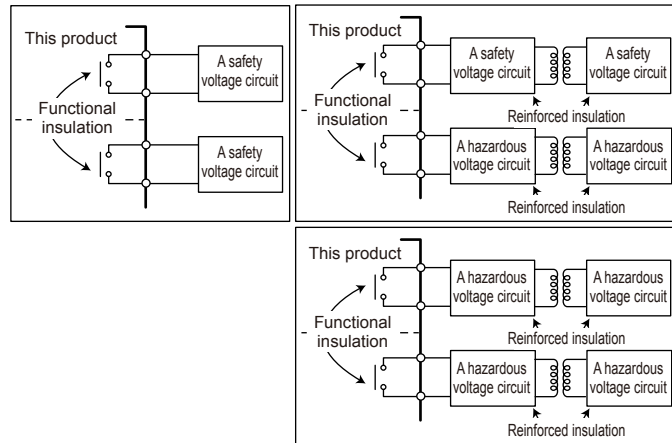 This product
A safety
voltage circuit
Functional
insulation
A safety
voltage circuit
This product
A safety
voltage circuit
A safety
voltage circuit
Functional
insulation
Reinforced insulation
A hazardous
voltage circuit
A hazardous
voltage circuit
Reinforced insulation
This product
A hazardous
voltage circuit
A hazardous
voltage circuit
Functional
insulation
Reinforced insulation
A hazardous
voltage circuit
A hazardous
voltage circuit
Reinforced insulation